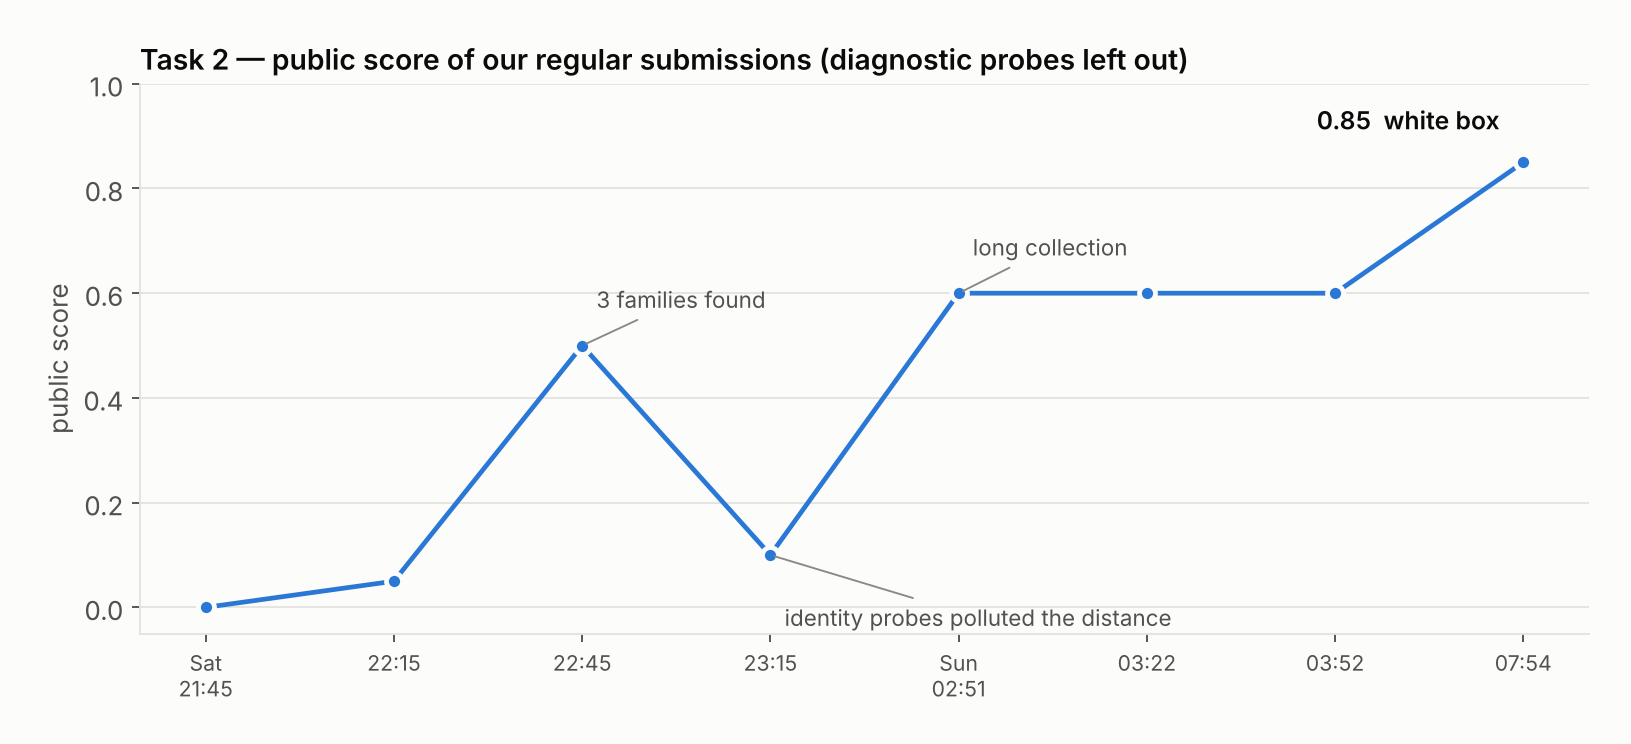 Task 2 — public score of our regular submissions (diagnostic probes left out)
1.0
0.85 white box
0.8
long collection
0.6
3 families found
public score
0.4
0.2
0.0
identity probes polluted the distance
Sat 22:15 22:45 23:15 Sun 03:22 03:52 07:54
21:45 02:51